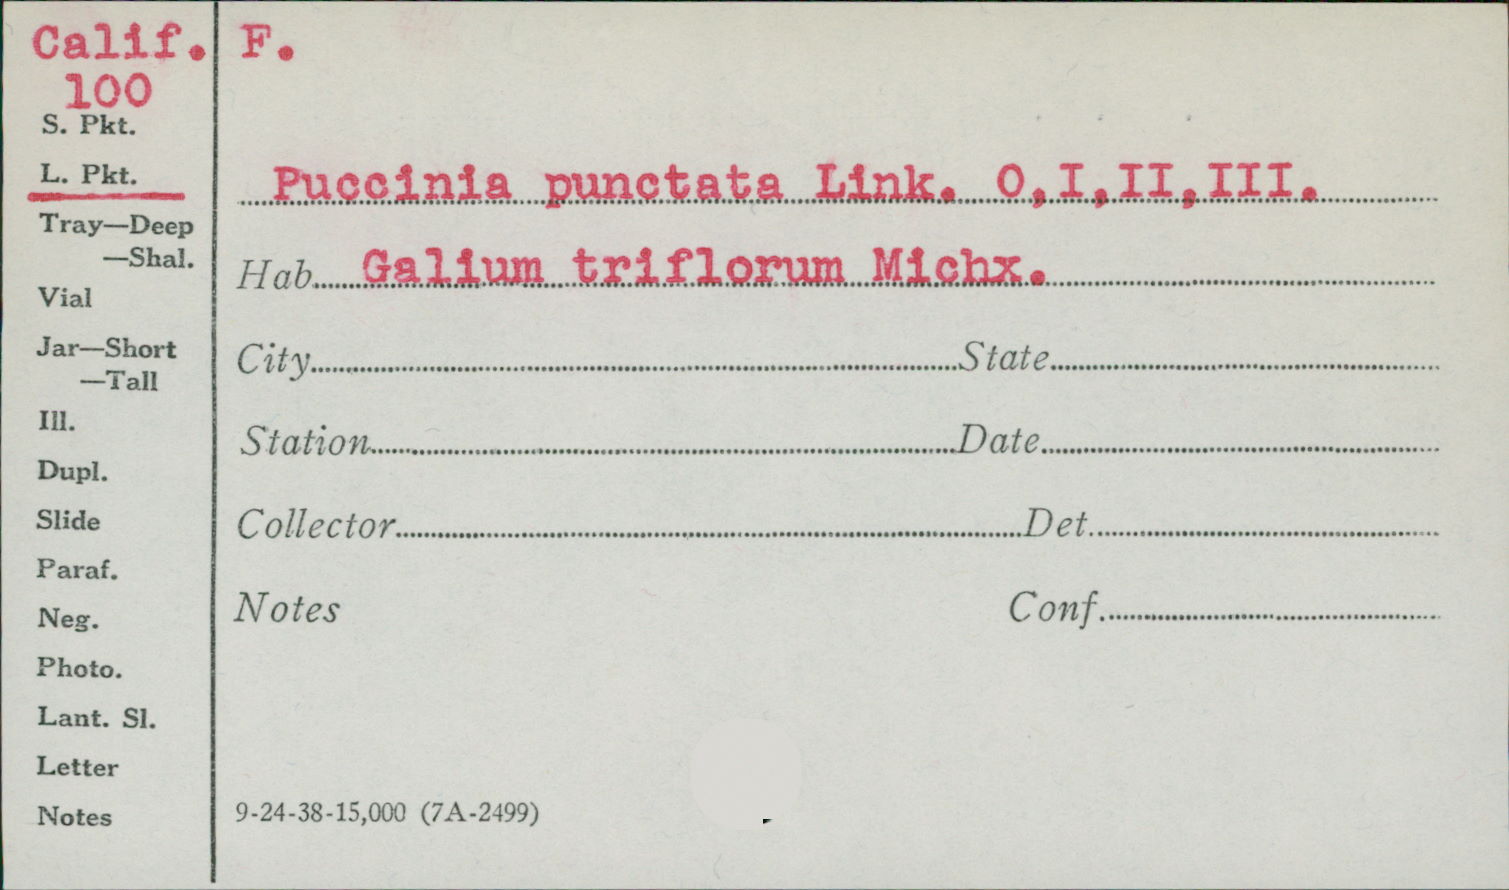 Calif.
100
S. Pkt.
L. Pkt.
Tray—Deep
—Shal.
Vial
Jar—Short
—Tall
Ill.
Dupl.
Slide
Paraf.
Neg.
Photo.
Lant. Sl.
Letter
Notes
F.
Puccinia punctata Link. O,I,II,III.
Hab. Galium triflorum Michx.
City State
Station Date
Collector Det.
Notes Conf.
9-24-38-15,000 (7A-2499)